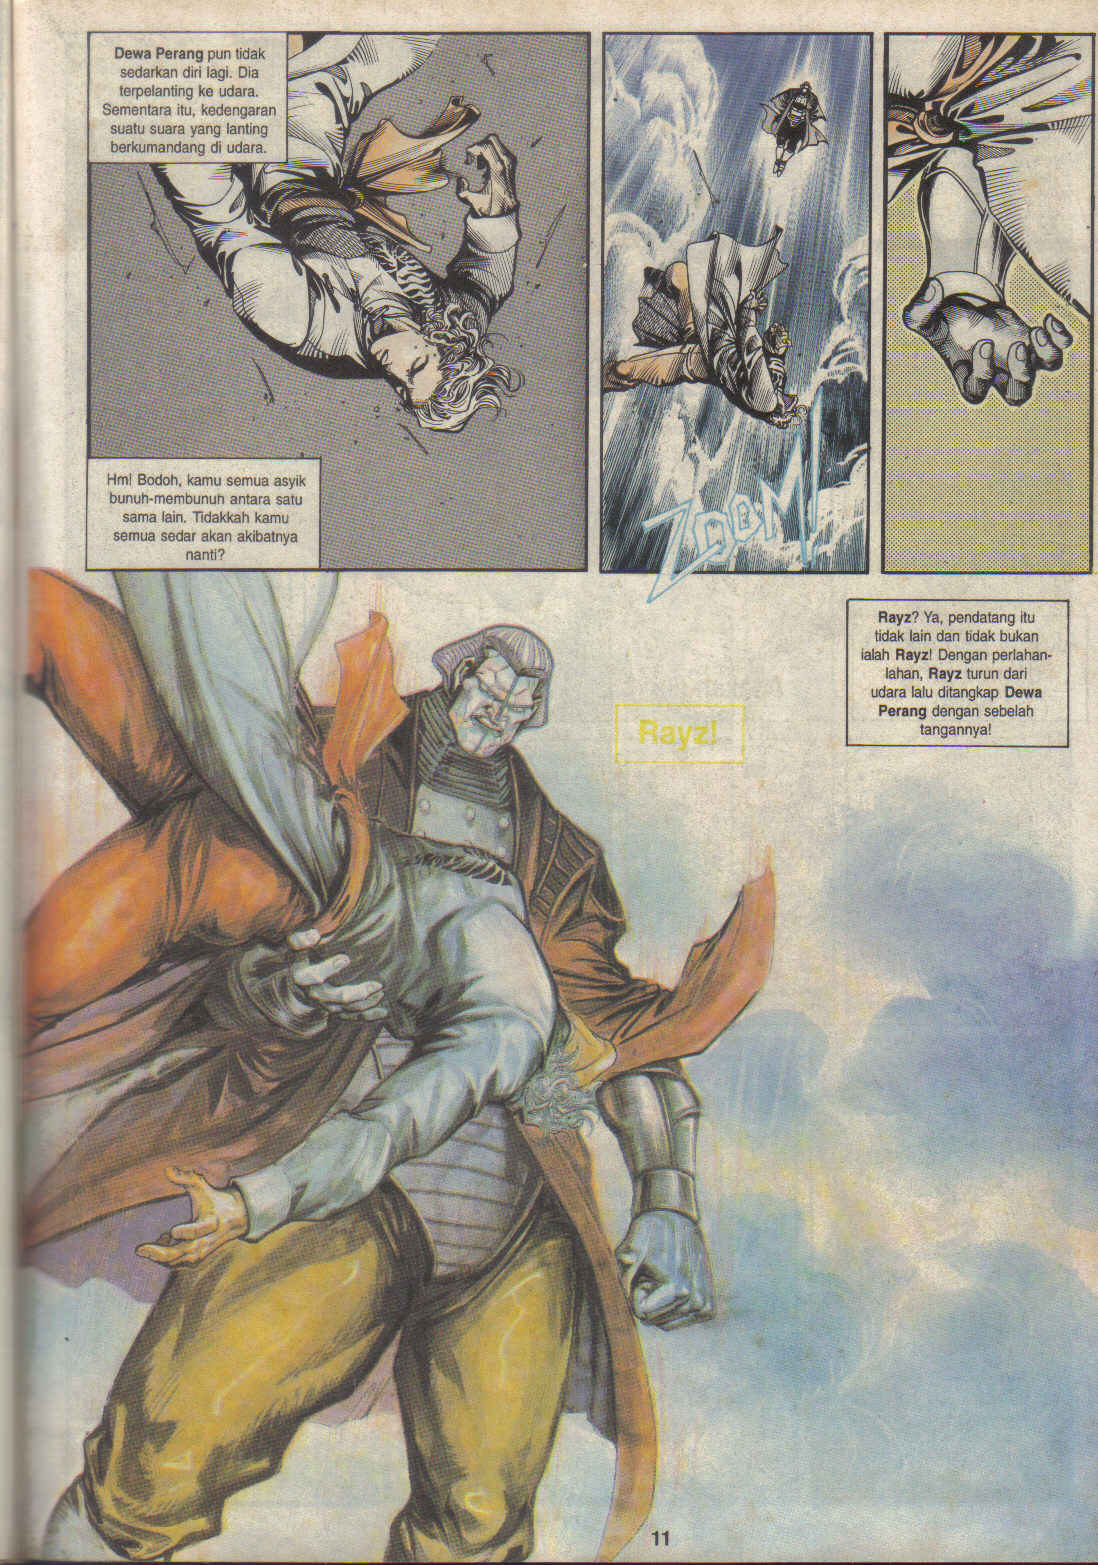 Dewa Perang pun tidak
sedarkan diri lagi. Dia
terpelanting ke udara.
Sementara itu, kedengaran
suatu suara yang lanting
berkumandang di udara.
Hm! Bodoh, kamu semua asyik
bunuh-membunuh antara satu
sama lain. Tidakkah kamu
semua sedar akan akibatnya
nanti?
ZOOM!
Rayz? Ya, pendatang itu
tidak lain dan tidak bukan
ialah Rayz! Dengan perlahan-
lahan, Rayz turun dari
udara lalu ditangkap Dewa
Perang dengan sebelah
tangannya!
Rayz!
11